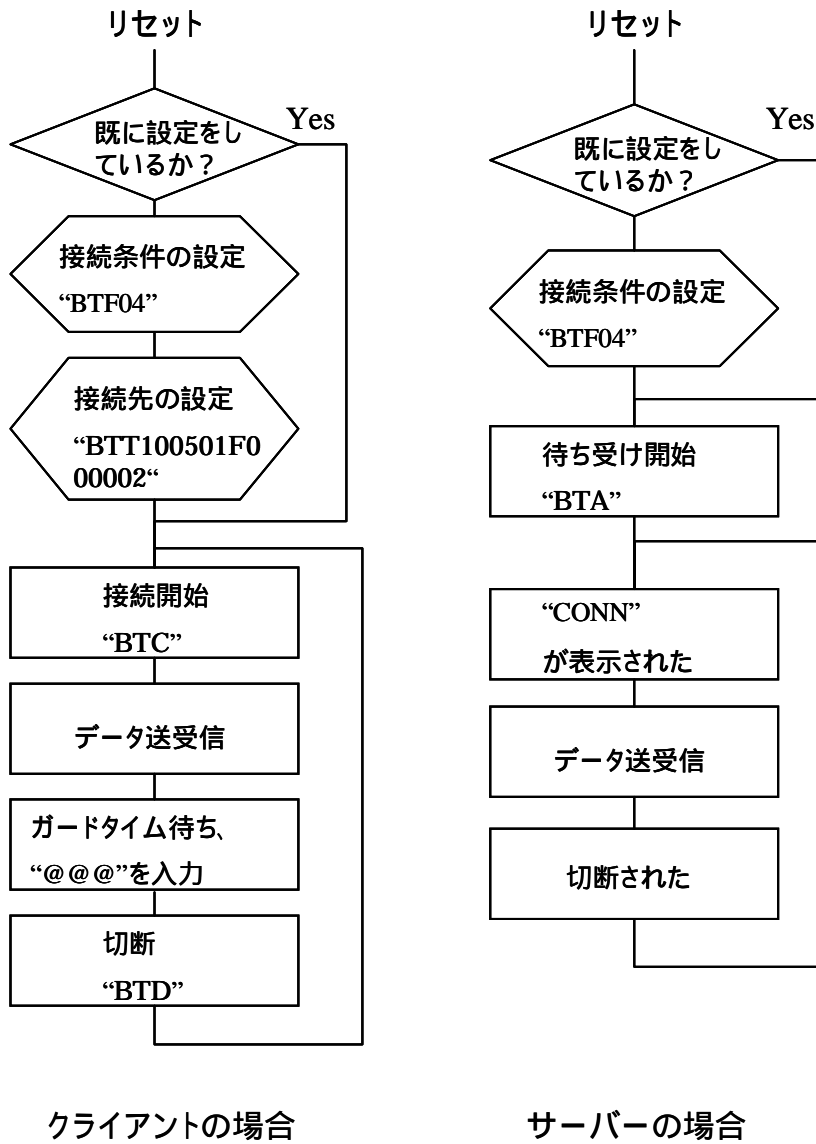 リセット
既に設定をし
ているか？
Yes
接続条件の設定
“BTF04”
接続先の設定
“BTT100501F0
00002“
接続開始
“BTC”
データ送受信
ガードタイム待ち、
“@@@”を入力
切断
“BTD”
クライアントの場合
リセット
既に設定をし
ているか？
Yes
接続条件の設定
“BTF04”
待ち受け開始
“BTA”
“CONN”
が表示された
データ送受信
切断された
サーバーの場合